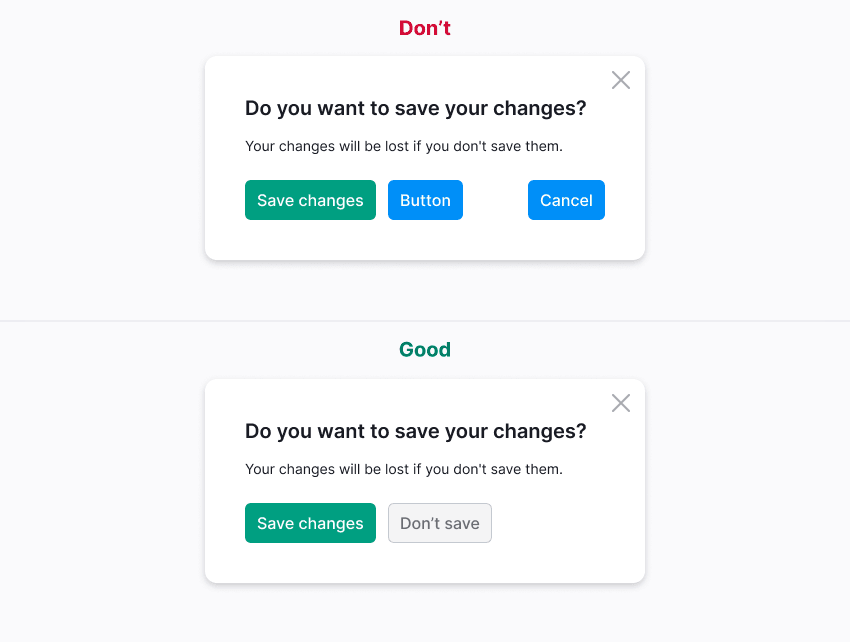 Don’t
Do you want to save your changes?
Your changes will be lost if you don't save them.
Save changes Button Cancel
Good
Do you want to save your changes?
Your changes will be lost if you don't save them.
Save changes Don’t save